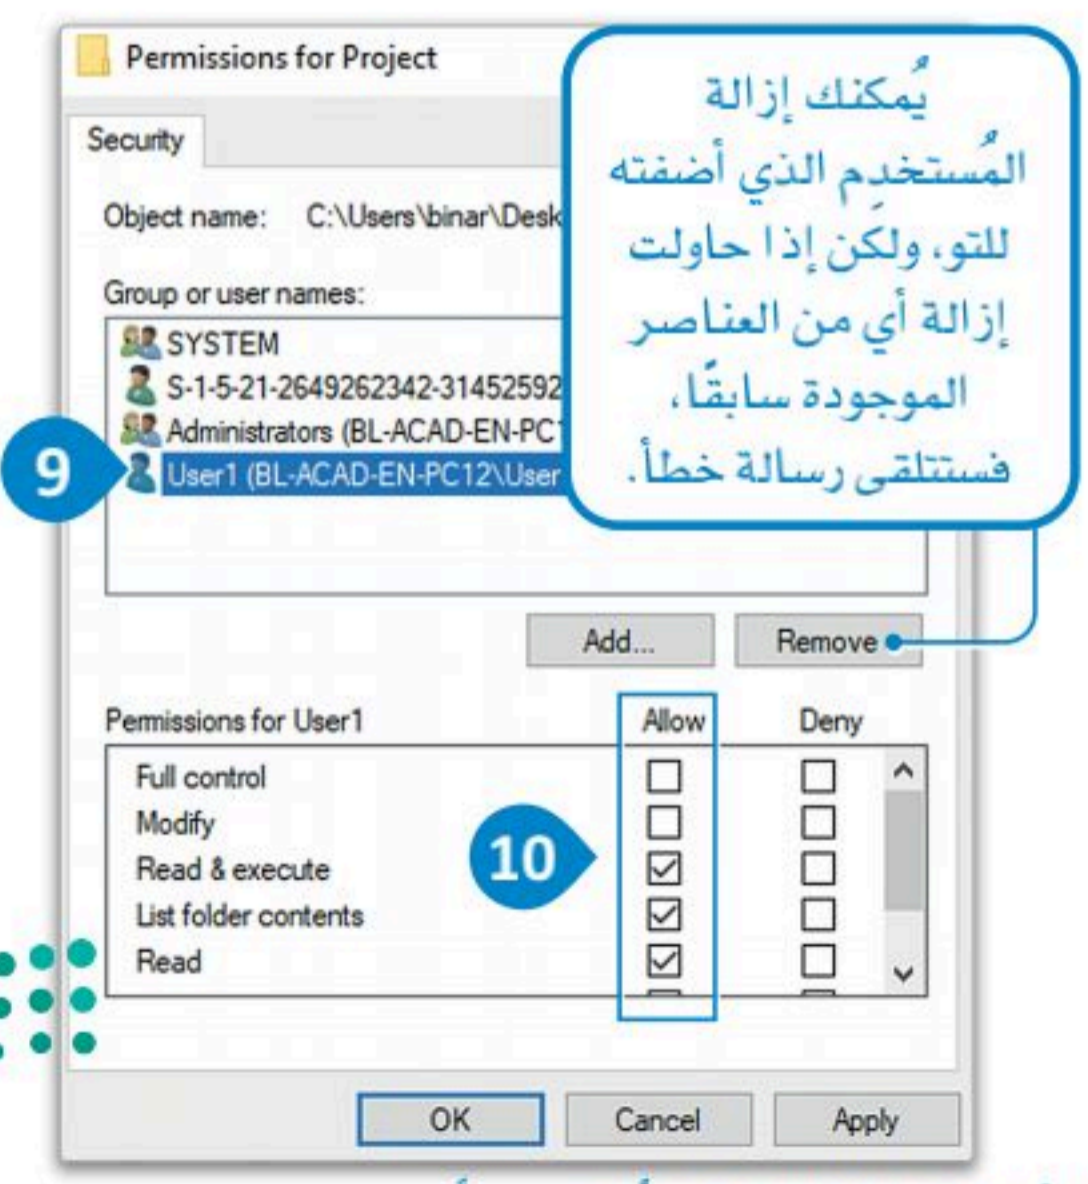 Permissions for Project
يُمكنك إزالة
المُستخدِم الذي أضفته
للتو، ولكن إذا حاولت
إزالة أي من العناصر
الموجودة سابقًا،
فستتلقى رسالة خطأ.
Security
Object name: C:\Users\binar\Desk
Group or user names:
SYSTEM
S-1-5-21-2649262342-31452592
Administrators (BL-ACAD-EN-PC1
9
User1 (BL-ACAD-EN-PC12\User
Add...
Remove
Permissions for User1 Allow Deny
Full control
Modify
10
Read & execute
List folder contents
Read
OK Cancel Apply